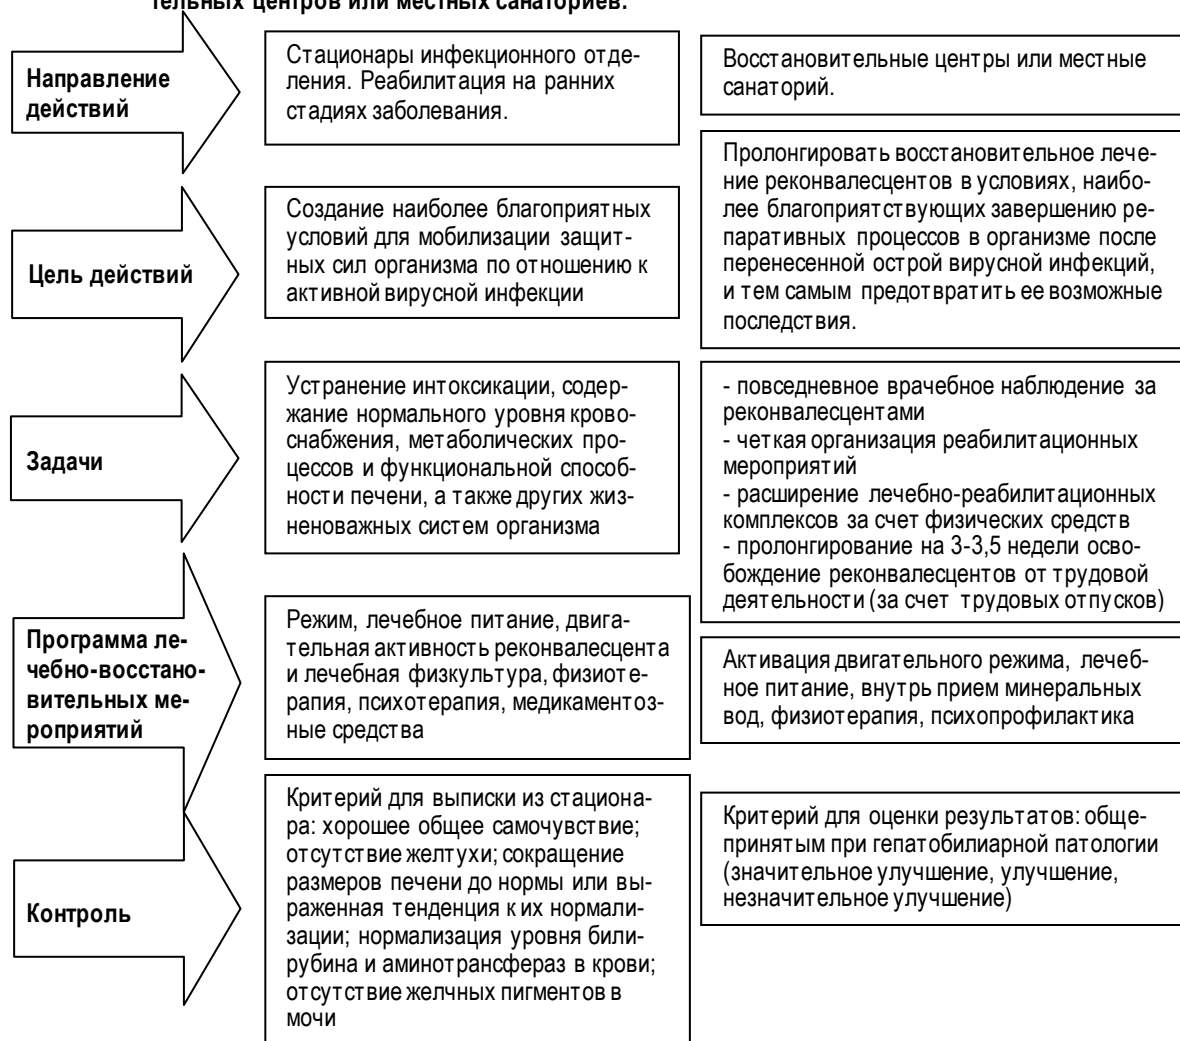 тельных центров или местных санаториев.
Направление
действий
Стационары инфекционного отде-
ления. Реабилитация на ранних
стадиях заболевания.
Восстановительные центры или местные
санаторий.
Цель действий
Создание наиболее благоприятных
условий для мобилизации защит-
ных сил организма по отношению к
активной вирусной инфекции
Пролонгировать восстановительное лече-
ние реконвалесцентов в условиях, наибо-
лее благоприятствующих завершению ре-
паративных процессов в организме после
перенесенной острой вирусной инфекций,
и тем самым предотвратить ее возможные
последствия.
Задачи
Устранение интоксикации, содер-
жание нормального уровня крово-
снабжения, метаболических про-
цессов и функциональной способ-
ности печени, а также других жиз-
неноважных систем организма
- повседневное врачебное наблюдение за
реконвалесцентами
- четкая организация реабилитационных
мероприятий
- расширение лечебно-реабилитационных
комплексов за счет физических средств
- пролонгирование на 3-3,5 недели осво-
бождение реконвалесцентов от трудовой
деятельности (за счет трудовых отпусков)
Программа ле-
чебно-восстано-
вительных ме-
роприятий
Режим, лечебное питание, двига-
тельная активность реконвалесцента
и лечебная физкультура, физиоте-
рапия, психотерапия, медикаментоз-
ные средства
Активация двигательного режима, лечеб-
ное питание, внутрь прием минеральных
вод, физиотерапия, психопрофилактика
Контроль
Критерий для выписки из стациона-
ра: хорошее общее самочувствие;
отсутствие желтухи; сокращение
размеров печени до нормы или вы-
раженная тенденция к их нормали-
зации; нормализация уровня били-
рубина и аминотрансфераз в крови;
отсутствие желчных пигментов в
мочи
Критерий для оценки результатов: обще-
принятым при гепатобилиарной патологии
(значительное улучшение, улучшение,
незначительное улучшение)